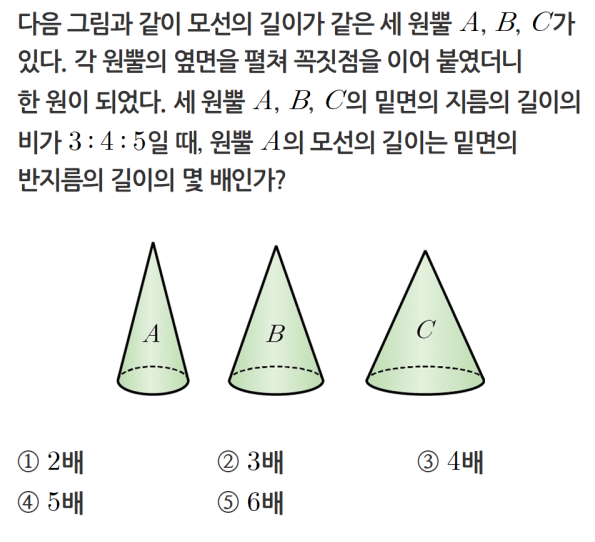 다음 그림과 같이 모선의 길이가 같은 세 원뿔 A, B, C가
있다. 각 원뿔의 옆면을 펼쳐 꼭짓점을 이어 붙였더니
한 원이 되었다. 세 원뿔 A, B, C의 밑면의 지름의 길이의
비가 3 : 4 : 5일 때, 원뿔 A의 모선의 길이는 밑면의
반지름의 길이의 몇 배인가?
A B C
① 2배 ② 3배 ③ 4배
④ 5배 ⑤ 6배